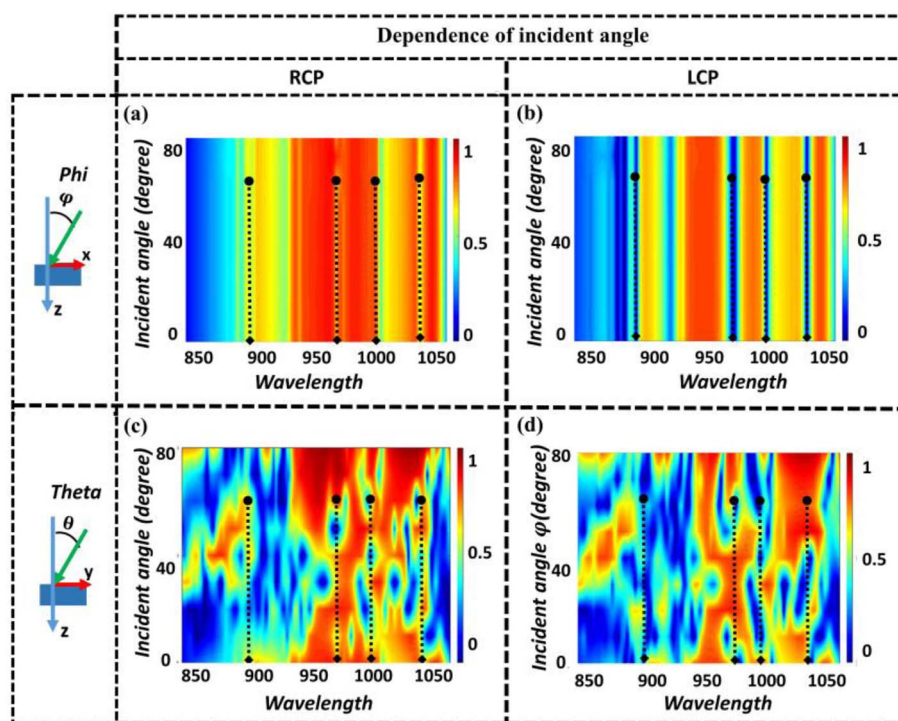 Dependence of incident angle
RCP
LCP
Phi
φ
x
z
(a)
Incident angle (degree)
80
40
0
850 900 950 1000 1050
Wavelength
1
0.5
0
(b)
Incident angle (degree)
80
40
0
850 900 950 1000 1050
Wavelength
1
0.5
0
Theta
θ
y
z
(c)
Incident angle (degree)
80
40
0
850 900 950 1000 1050
Wavelength
1
0.5
0
(d)
Incident angle φ(degree)
80
40
0
850 900 950 1000 1050
Wavelength
1
0.5
0